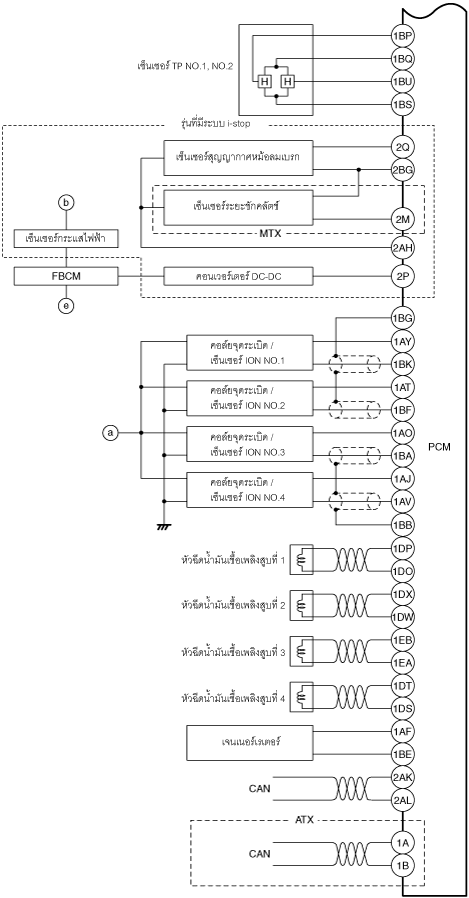 1BP
1BQ
เซ็นเซอร์ TP NO.1, NO.2
H H
1BU
1BS
รุ่นที่มีระบบ i-stop
2Q
เซ็นเซอร์สุญญากาศหม้อลมเบรก
2BG
b
เซ็นเซอร์ระยะชักคลัตช์
2M
MTX
เซ็นเซอร์กระแสไฟฟ้า
2AH
FBCM
คอนเวอร์เตอร์ DC-DC
2P
e
1BG
คอล์ยจุดระเบิด /
เซ็นเซอร์ ION NO.1
1AY
1BK
คอล์ยจุดระเบิด /
เซ็นเซอร์ ION NO.2
1AT
1BF
a
คอล์ยจุดระเบิด /
เซ็นเซอร์ ION NO.3
1AO
1BA
PCM
คอล์ยจุดระเบิด /
เซ็นเซอร์ ION NO.4
1AJ
1AV
1BB
หัวฉีดน้ำมันเชื้อเพลิงสูบที่ 1
1DP
1DO
หัวฉีดน้ำมันเชื้อเพลิงสูบที่ 2
1DX
1DW
หัวฉีดน้ำมันเชื้อเพลิงสูบที่ 3
1EB
1EA
หัวฉีดน้ำมันเชื้อเพลิงสูบที่ 4
1DT
1DS
เจนเนอร์เรเตอร์
1AF
1BE
CAN
2AK
2AL
ATX
CAN
1A
1B